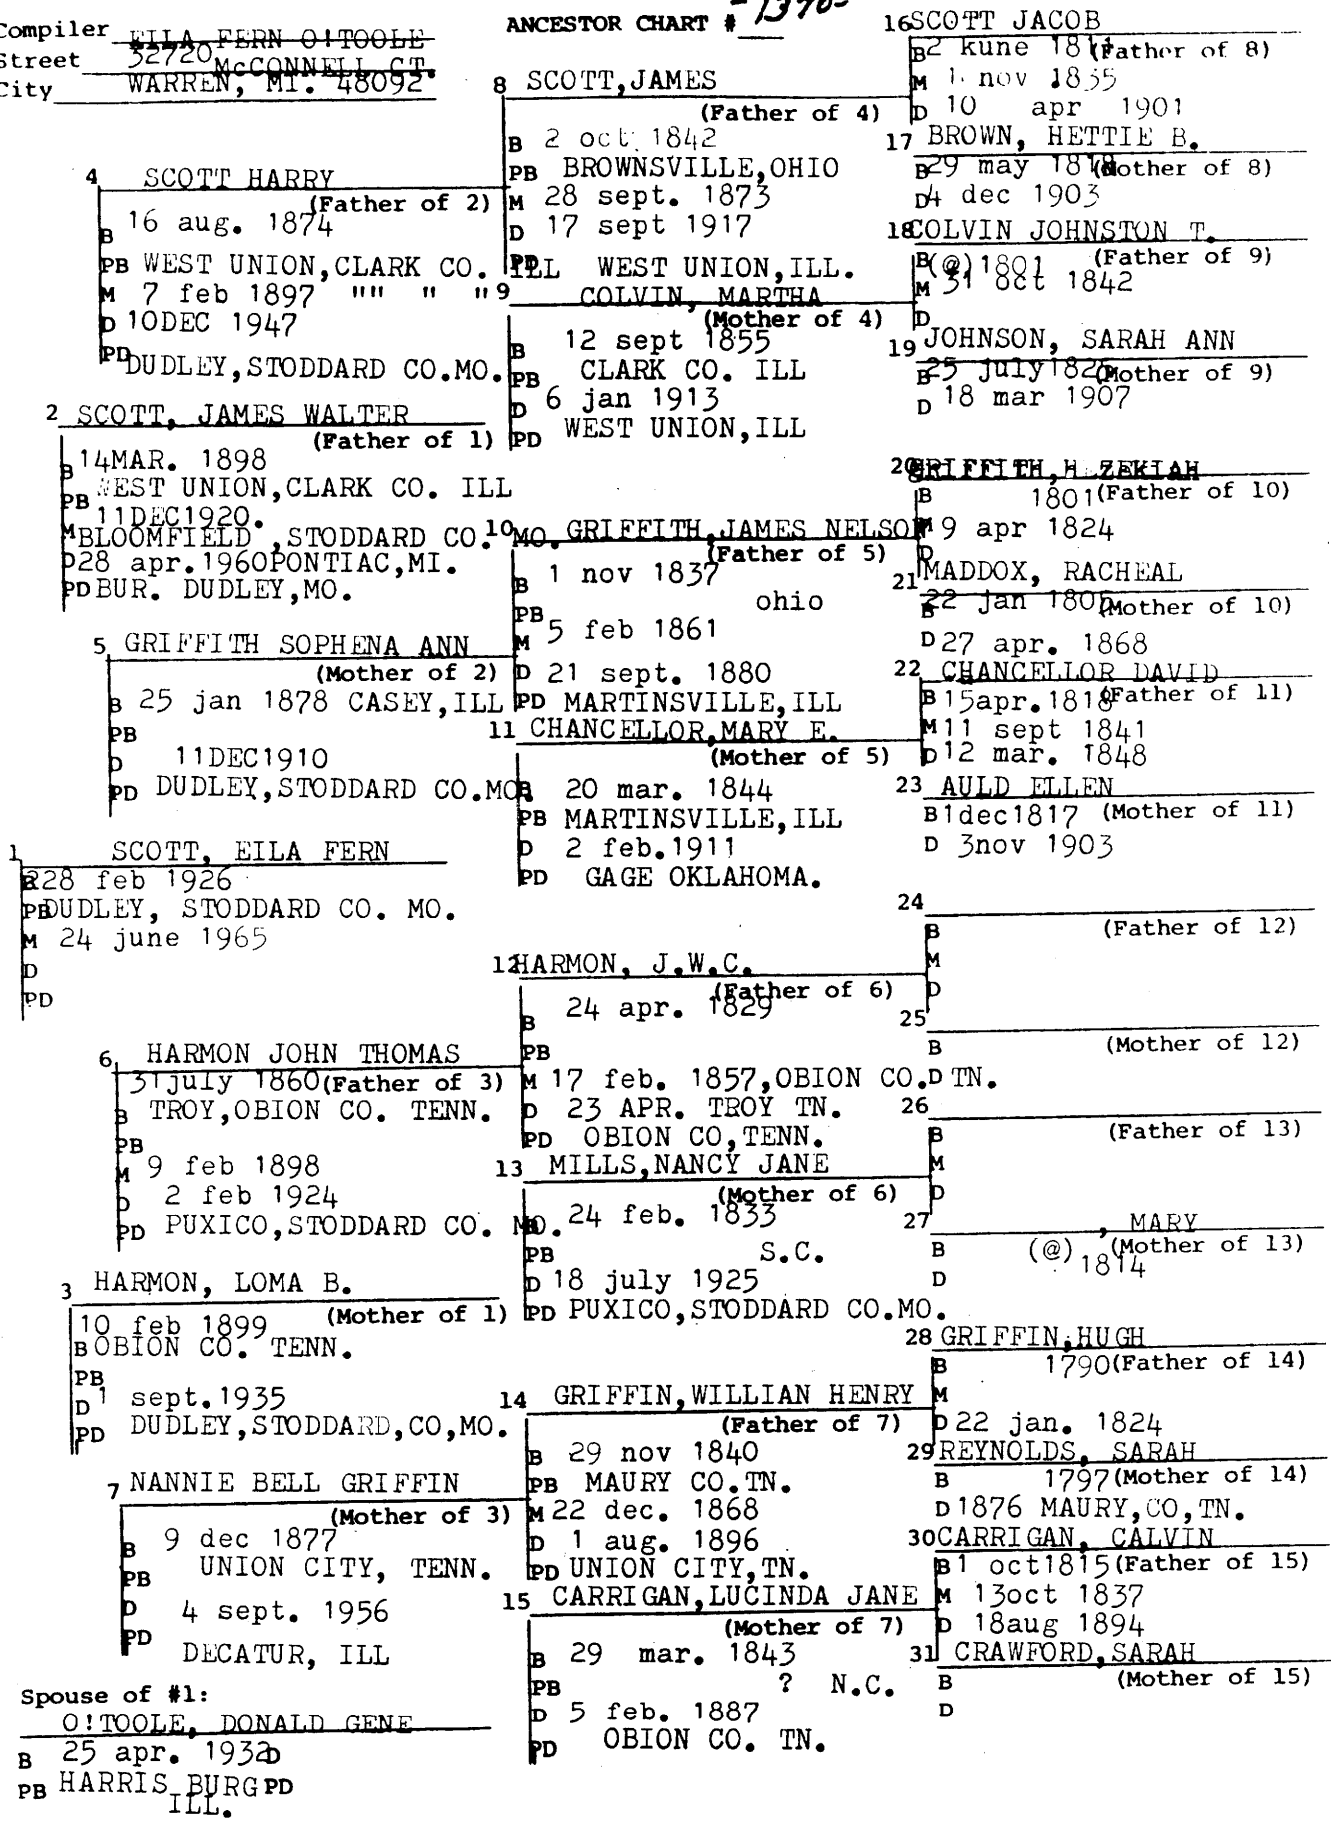 Compiler EILA FERN O!TOOLE
Street 32720 McCONNELL CT.
City WARREN, MI. 48092
ANCESTOR CHART #
16 SCOTT JACOB
B 2 kune (Father of 8)
M 1 nov 1835
D 10 apr 1901
17 BROWN, HETTIE B.
B 29 may (Mother of 8)
D 4 dec 1903
18 COLVIN JOHNSTON T.
B (@) 1801 (Father of 9)
M 31 oct 1842
D
19 JOHNSON, SARAH ANN
B 25 july (Mother of 9)
D 18 mar 1907
8 SCOTT,JAMES
(Father of 4)
B 2 oct. 1842
PB BROWNSVILLE,OHIO
M 28 sept. 1873
D 17 sept 1917
PD WEST UNION,ILL.
9 COLVIN, MARTHA
(Mother of 4)
B 12 sept 1855
PB CLARK CO. ILL
D 6 jan 1913
PD WEST UNION,ILL
4 SCOTT HARRY
(Father of 2)
B 16 aug. 1874
PB WEST UNION,CLARK CO. ILL
M 7 feb 1897 "" " "
D 10DEC 1947
PD DUDLEY,STODDARD CO.MO.
2 SCOTT, JAMES WALTER
(Father of 1)
B 14MAR. 1898
PB WEST UNION,CLARK CO. ILL
11DEC1920.
M BLOOMFIELD ,STODDARD CO. MO.
D 28 apr.1960PONTIAC,MI.
PD BUR. DUDLEY,MO.
20 GRIFFITH,HEZEKIAH
B 1801 (Father of 10)
M 9 apr 1824
D
21 MADDOX, RACHEAL
B 22 jan (Mother of 10)
D 27 apr. 1868
22 CHANCELLOR DAVID
B 15apr.1818 (Father of 11)
M 11 sept 1841
D 12 mar. 1848
23 AULD ELLEN
B 1dec1817 (Mother of 11)
D 3nov 1903
10 GRIFFITH,JAMES NELSON
(Father of 5)
B 1 nov 1837
ohio
PB
M 5 feb 1861
D 21 sept. 1880
PD MARTINSVILLE,ILL
11 CHANCELLOR,MARY E.
(Mother of 5)
B 20 mar. 1844
PB MARTINSVILLE,ILL
D 2 feb.1911
PD GAGE OKLAHOMA.
5 GRIFFITH SOPHENA ANN
(Mother of 2)
B 25 jan 1878 CASEY,ILL
PB
D 11DEC1910
PD DUDLEY,STODDARD CO.MO.
1 SCOTT, EILA FERN
B 28 feb 1926
PB DUDLEY, STODDARD CO. MO.
M 24 june 1965
D
PD
24
B (Father of 12)
M
D
25
B (Mother of 12)
D
26
B (Father of 13)
M
D
27 , MARY
B (@) 1814 (Mother of 13)
D
12 HARMON, J.W.C.
(Father of 6)
B 24 apr. 1829
PB
M 17 feb. 1857,OBION CO. TN.
D 23 APR. TROY TN.
PD OBION CO,TENN.
13 MILLS,NANCY JANE
(Mother of 6)
B 24 feb. 1833
PB S.C.
D 18 july 1925
PD PUXICO,STODDARD CO.MO.
6 HARMON JOHN THOMAS
31july 1860 (Father of 3)
B TROY,OBION CO. TENN.
PB
M 9 feb 1898
D 2 feb 1924
PD PUXICO,STODDARD CO. MO.
3 HARMON, LOMA B.
(Mother of 1)
10 feb 1899
B OBION CO. TENN.
PB
D 1 sept.1935
PD DUDLEY,STODDARD,CO,MO.
28 GRIFFIN,HUGH
B 1790 (Father of 14)
M
D 22 jan. 1824
29 REYNOLDS, SARAH
B 1797 (Mother of 14)
D 1876 MAURY,CO,TN.
30 CARRIGAN, CALVIN
B 1 oct1815 (Father of 15)
M 13oct 1837
D 18aug 1894
31 CRAWFORD,SARAH
B (Mother of 15)
D
14 GRIFFIN,WILLIAN HENRY
(Father of 7)
B 29 nov 1840
PB MAURY CO.TN.
M 22 dec. 1868
D 1 aug. 1896
PD UNION CITY,TN.
15 CARRIGAN,LUCINDA JANE
(Mother of 7)
B 29 mar. 1843
PB ? N.C.
D 5 feb. 1887
PD OBION CO. TN.
7 NANNIE BELL GRIFFIN
(Mother of 3)
B 9 dec 1877
PB UNION CITY, TENN.
D 4 sept. 1956
PD DECATUR, ILL
Spouse of #1:
O!TOOLE, DONALD GENE
B 25 apr. 1932 D
PB HARRISBURG PD
ILL.